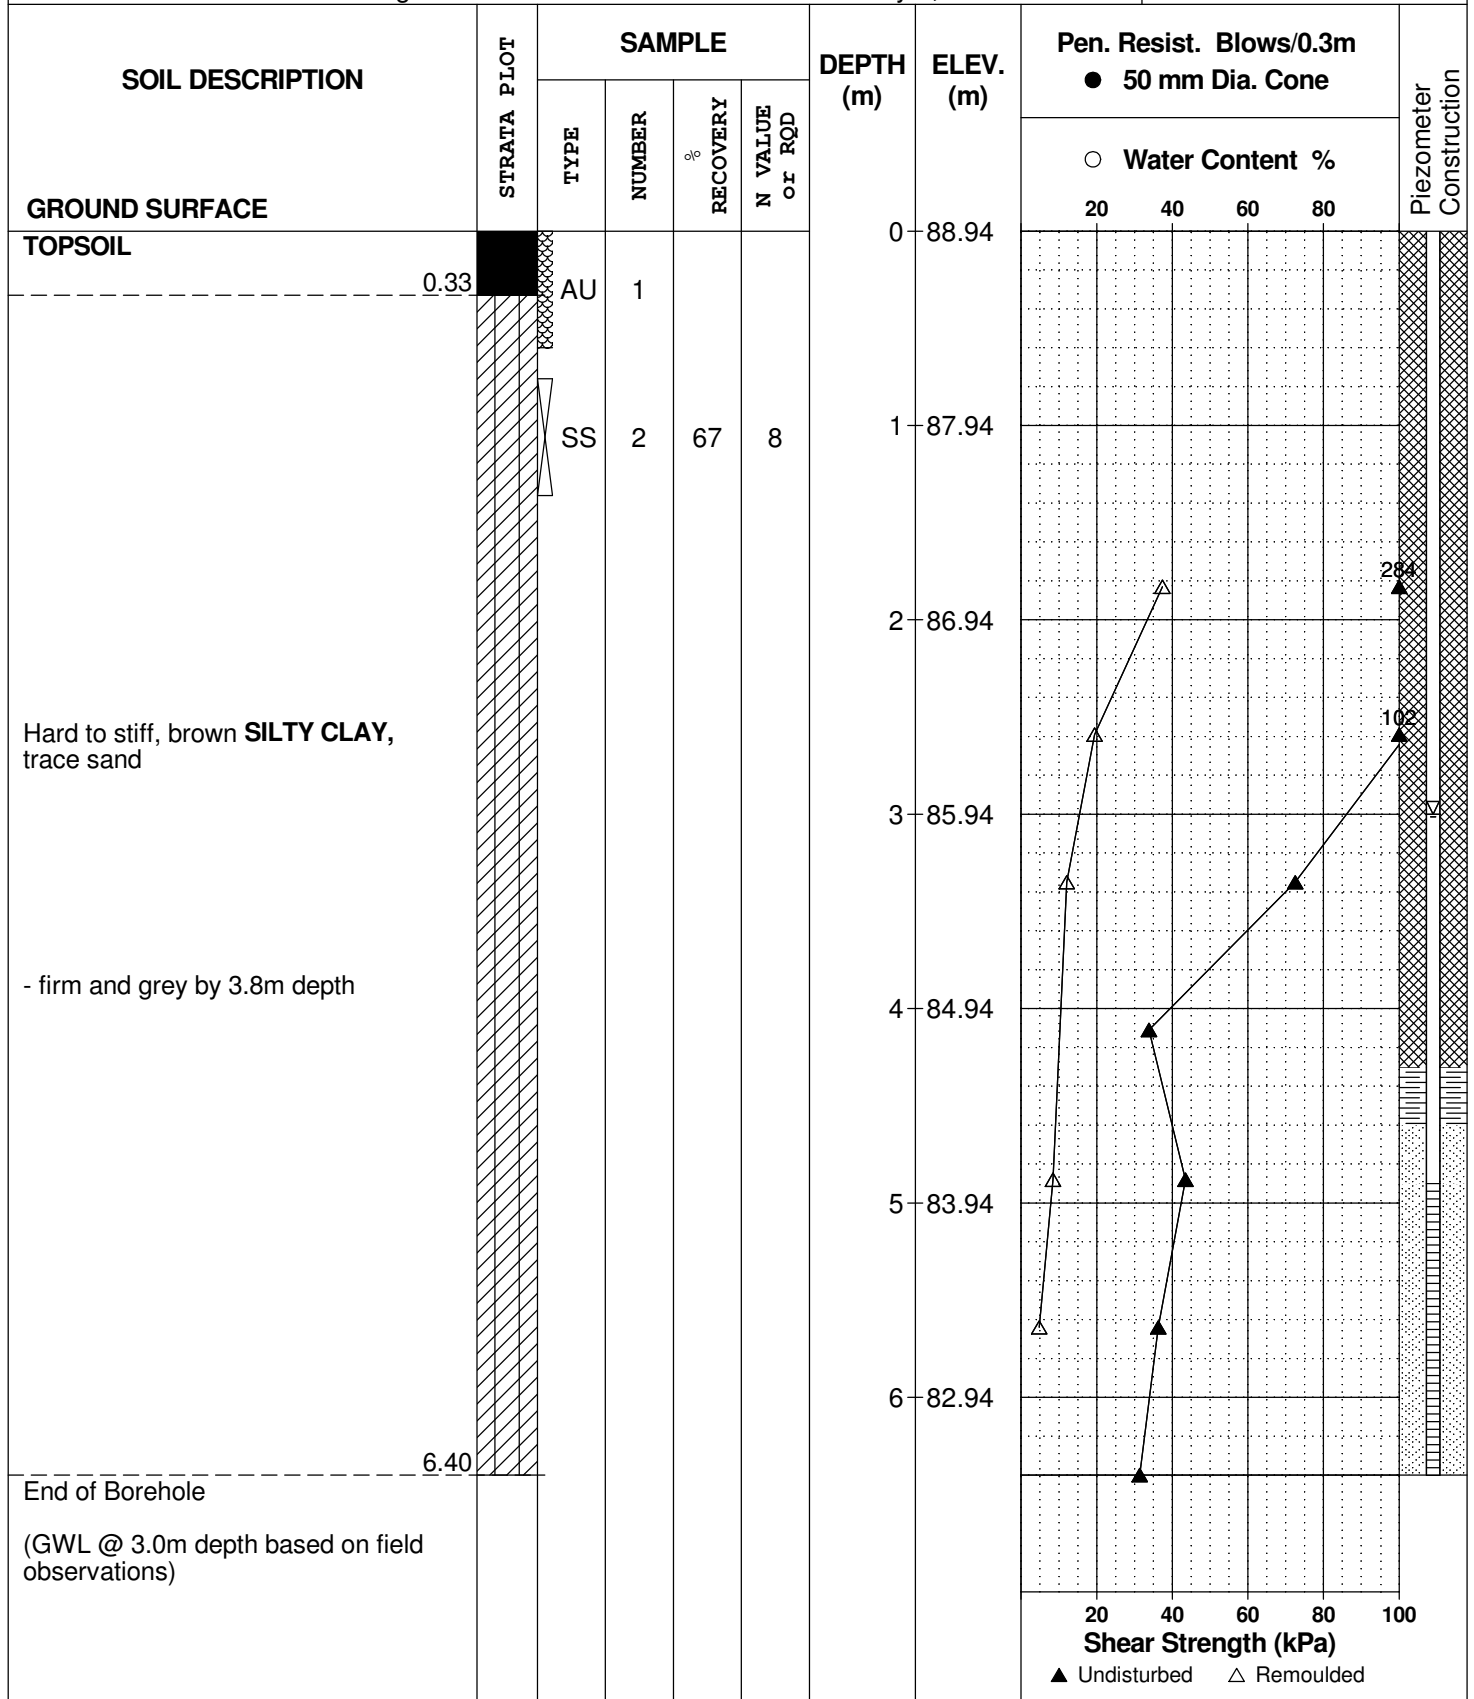 SOIL DESCRIPTION
GROUND SURFACE
STRATA PLOT
SAMPLE
TYPE
NUMBER
%
RECOVERY
N VALUE
or RQD
DEPTH
(m)
ELEV.
(m)
Pen. Resist. Blows/0.3m
● 50 mm Dia. Cone
○ Water Content %
20 40 60 80
Piezometer
Construction
TOPSOIL
0.33
AU 1
SS 2 67 8
0 88.94
1 87.94
2 86.94
3 85.94
4 84.94
5 83.94
6 82.94
284
102
Hard to stiff, brown SILTY CLAY,
trace sand
- firm and grey by 3.8m depth
6.40
End of Borehole
(GWL @ 3.0m depth based on field
observations)
20 40 60 80 100
Shear Strength (kPa)
▲ Undisturbed △ Remoulded